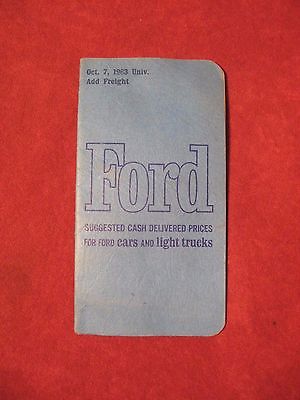 Oct. 7, 1963 Univ.
Add Freight
Ford
SUGGESTED CASH DELIVERED PRICES
FOR FORD cars AND light trucks